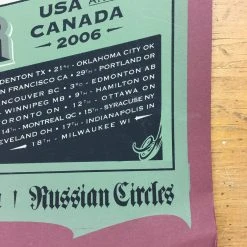 USA AND
CANADA
2006
DENTON TX • 21ST - OKLAHOMA CITY OK
FRANCISCO CA • 29TH - PORTLAND OR
VANCOUVER BC • 3RD - EDMONTON AB
WINNIPEG MB • 9TH - HAMILTON ON
TORONTO ON • 12TH - OTTAWA ON
14TH - MONTREAL QC • 15TH - SYRACUSE NY
CLEVELAND OH • 17TH - INDIANAPOLIS IN
18TH - MILWAUKEE WI
Russian Circles